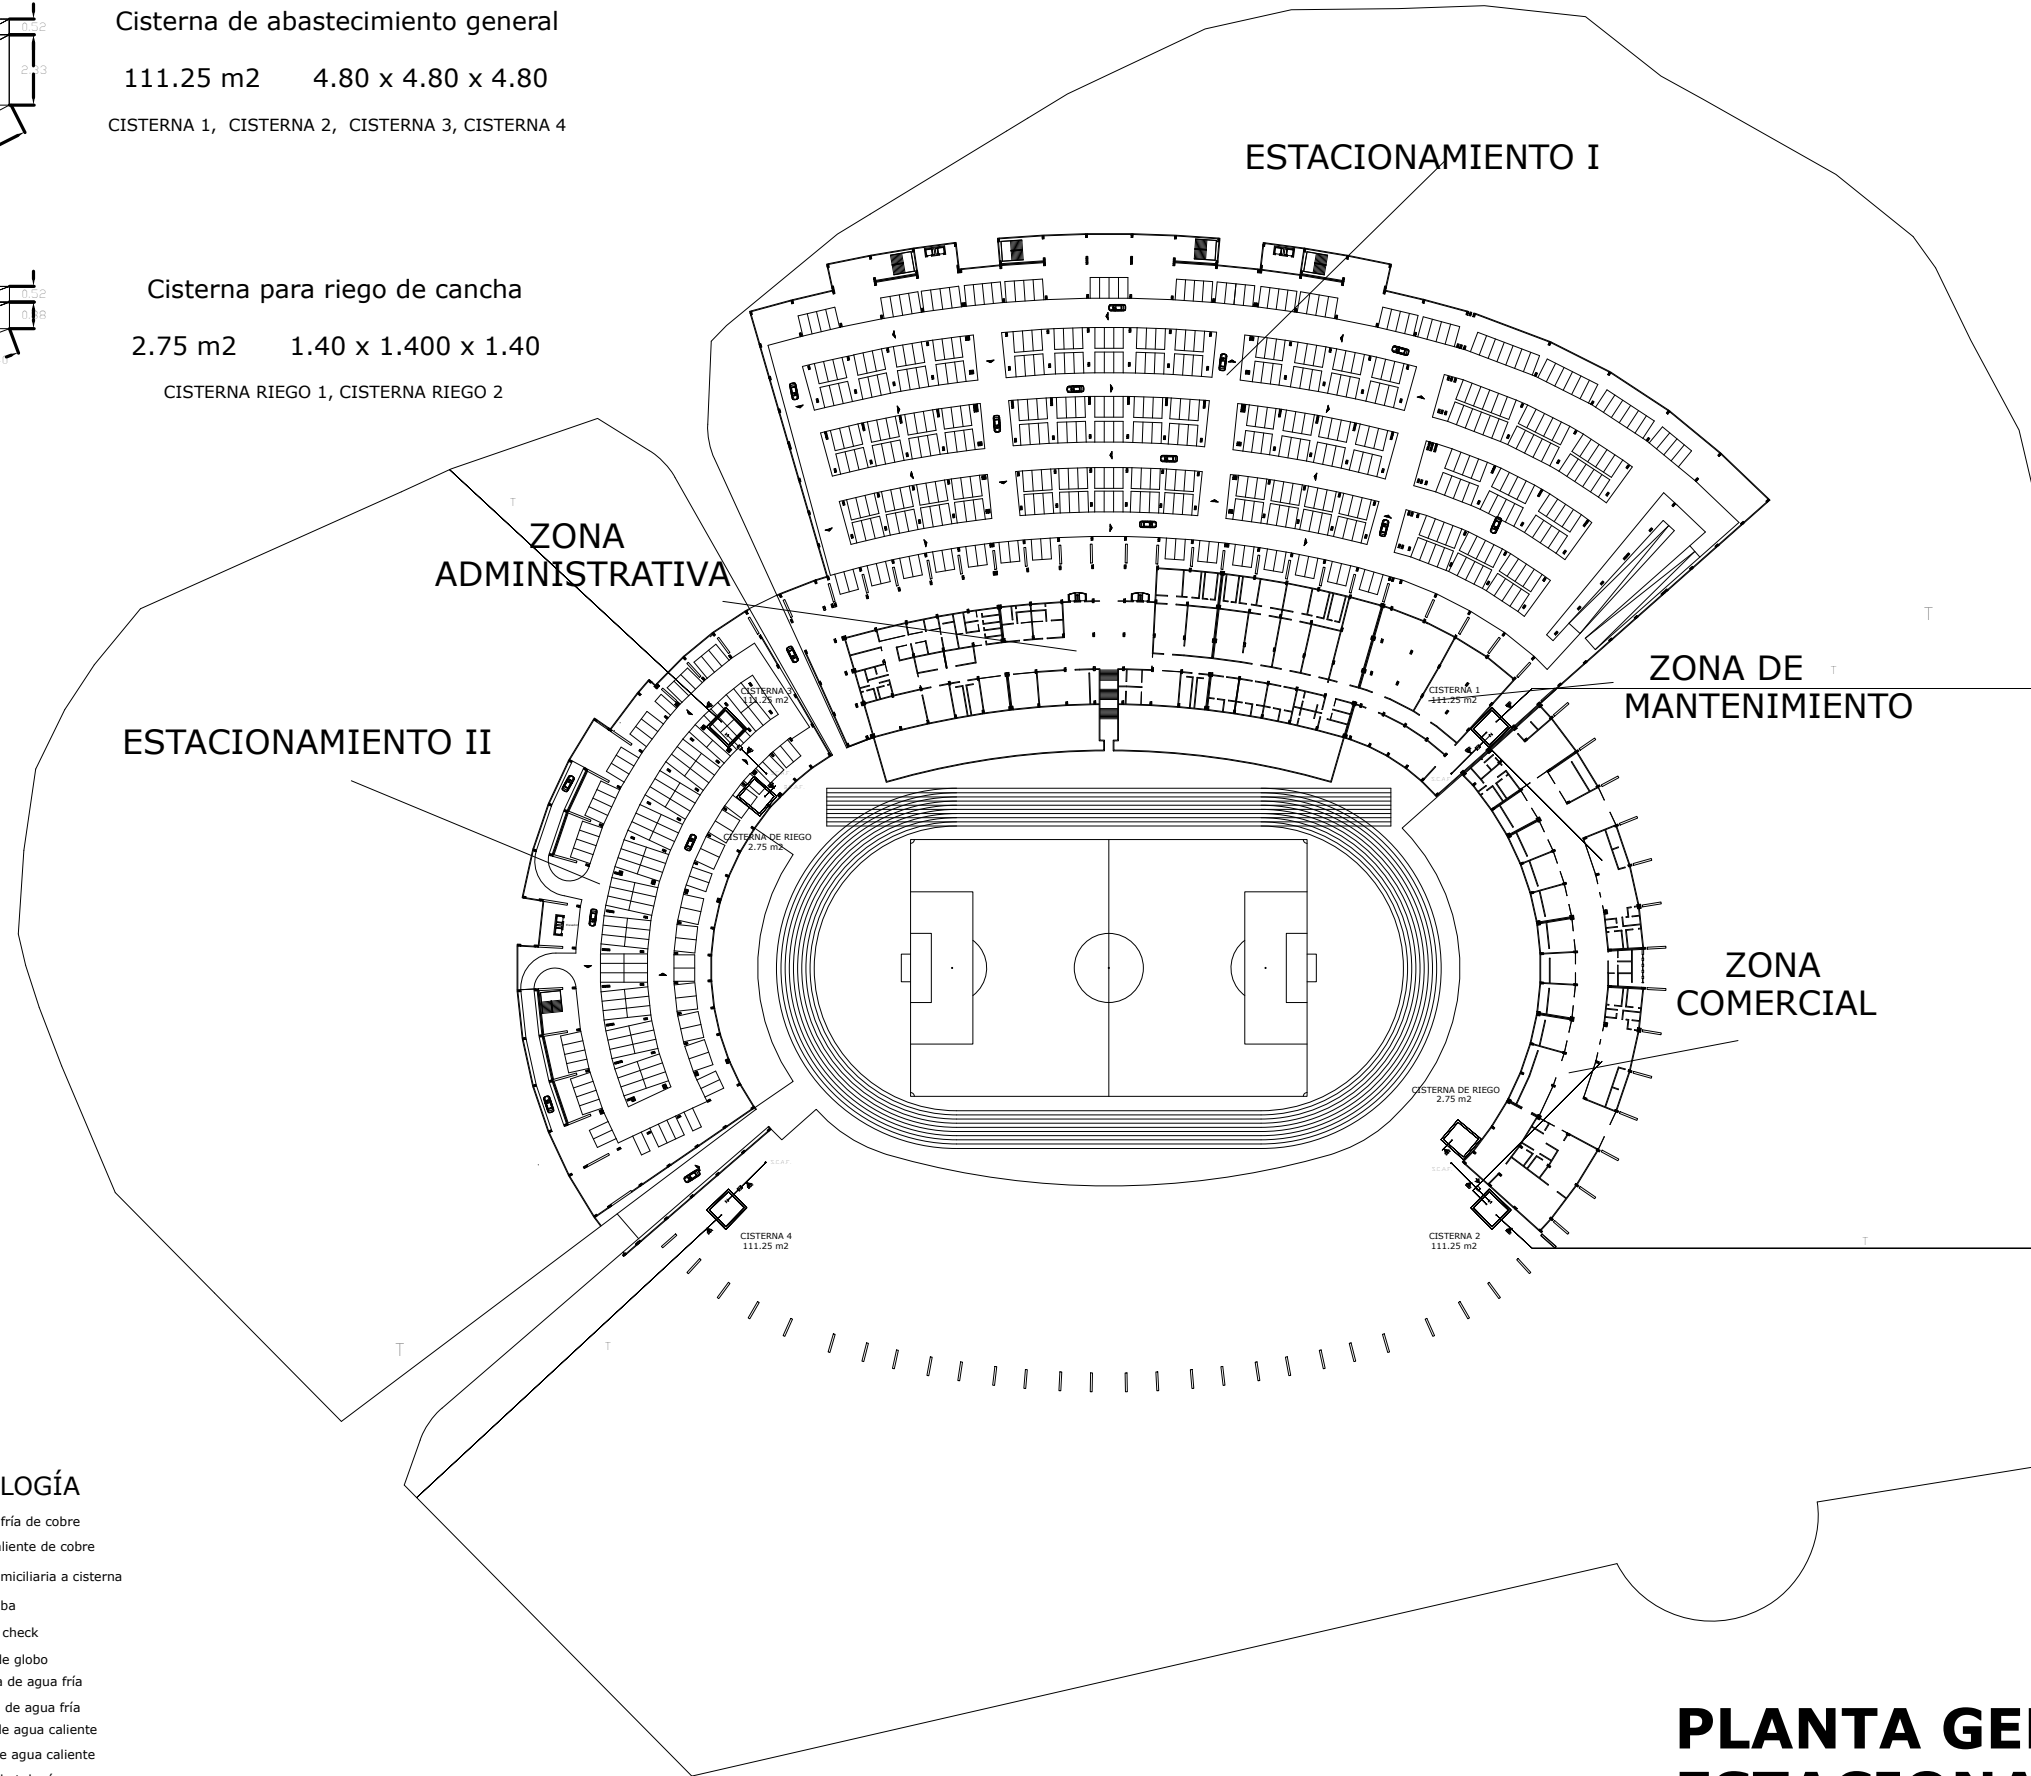 0.52
Cisterna de abastecimiento general
111.25 m2 4.80 x 4.80 x 4.80
CISTERNA 1, CISTERNA 2, CISTERNA 3, CISTERNA 4
ESTACIONAMIENTO I
0.52
Cisterna para riego de cancha
2.75 m2 1.40 x 1.400 x 1.40
CISTERNA RIEGO 1, CISTERNA RIEGO 2
T
ZONA
ADMINISTRATIVA
T
ZONA DE
MANTENIMIENTO
T
CISTERNA 3
111.25 m2
CISTERNA 1
111.25 m2
ESTACIONAMIENTO II
CISTERNA DE RIEGO
2.75 m2
ZONA
COMERCIAL
CISTERNA DE RIEGO
2.75 m2
CISTERNA 4
111.25 m2
CISTERNA 2
111.25 m2
T
T
T
LOGÍA
fría de cobre
aliente de cobre
miciliaria a cisterna
ba
check
de globo
a de agua fría
de agua fría
de agua caliente
e agua caliente
PLANTA GE